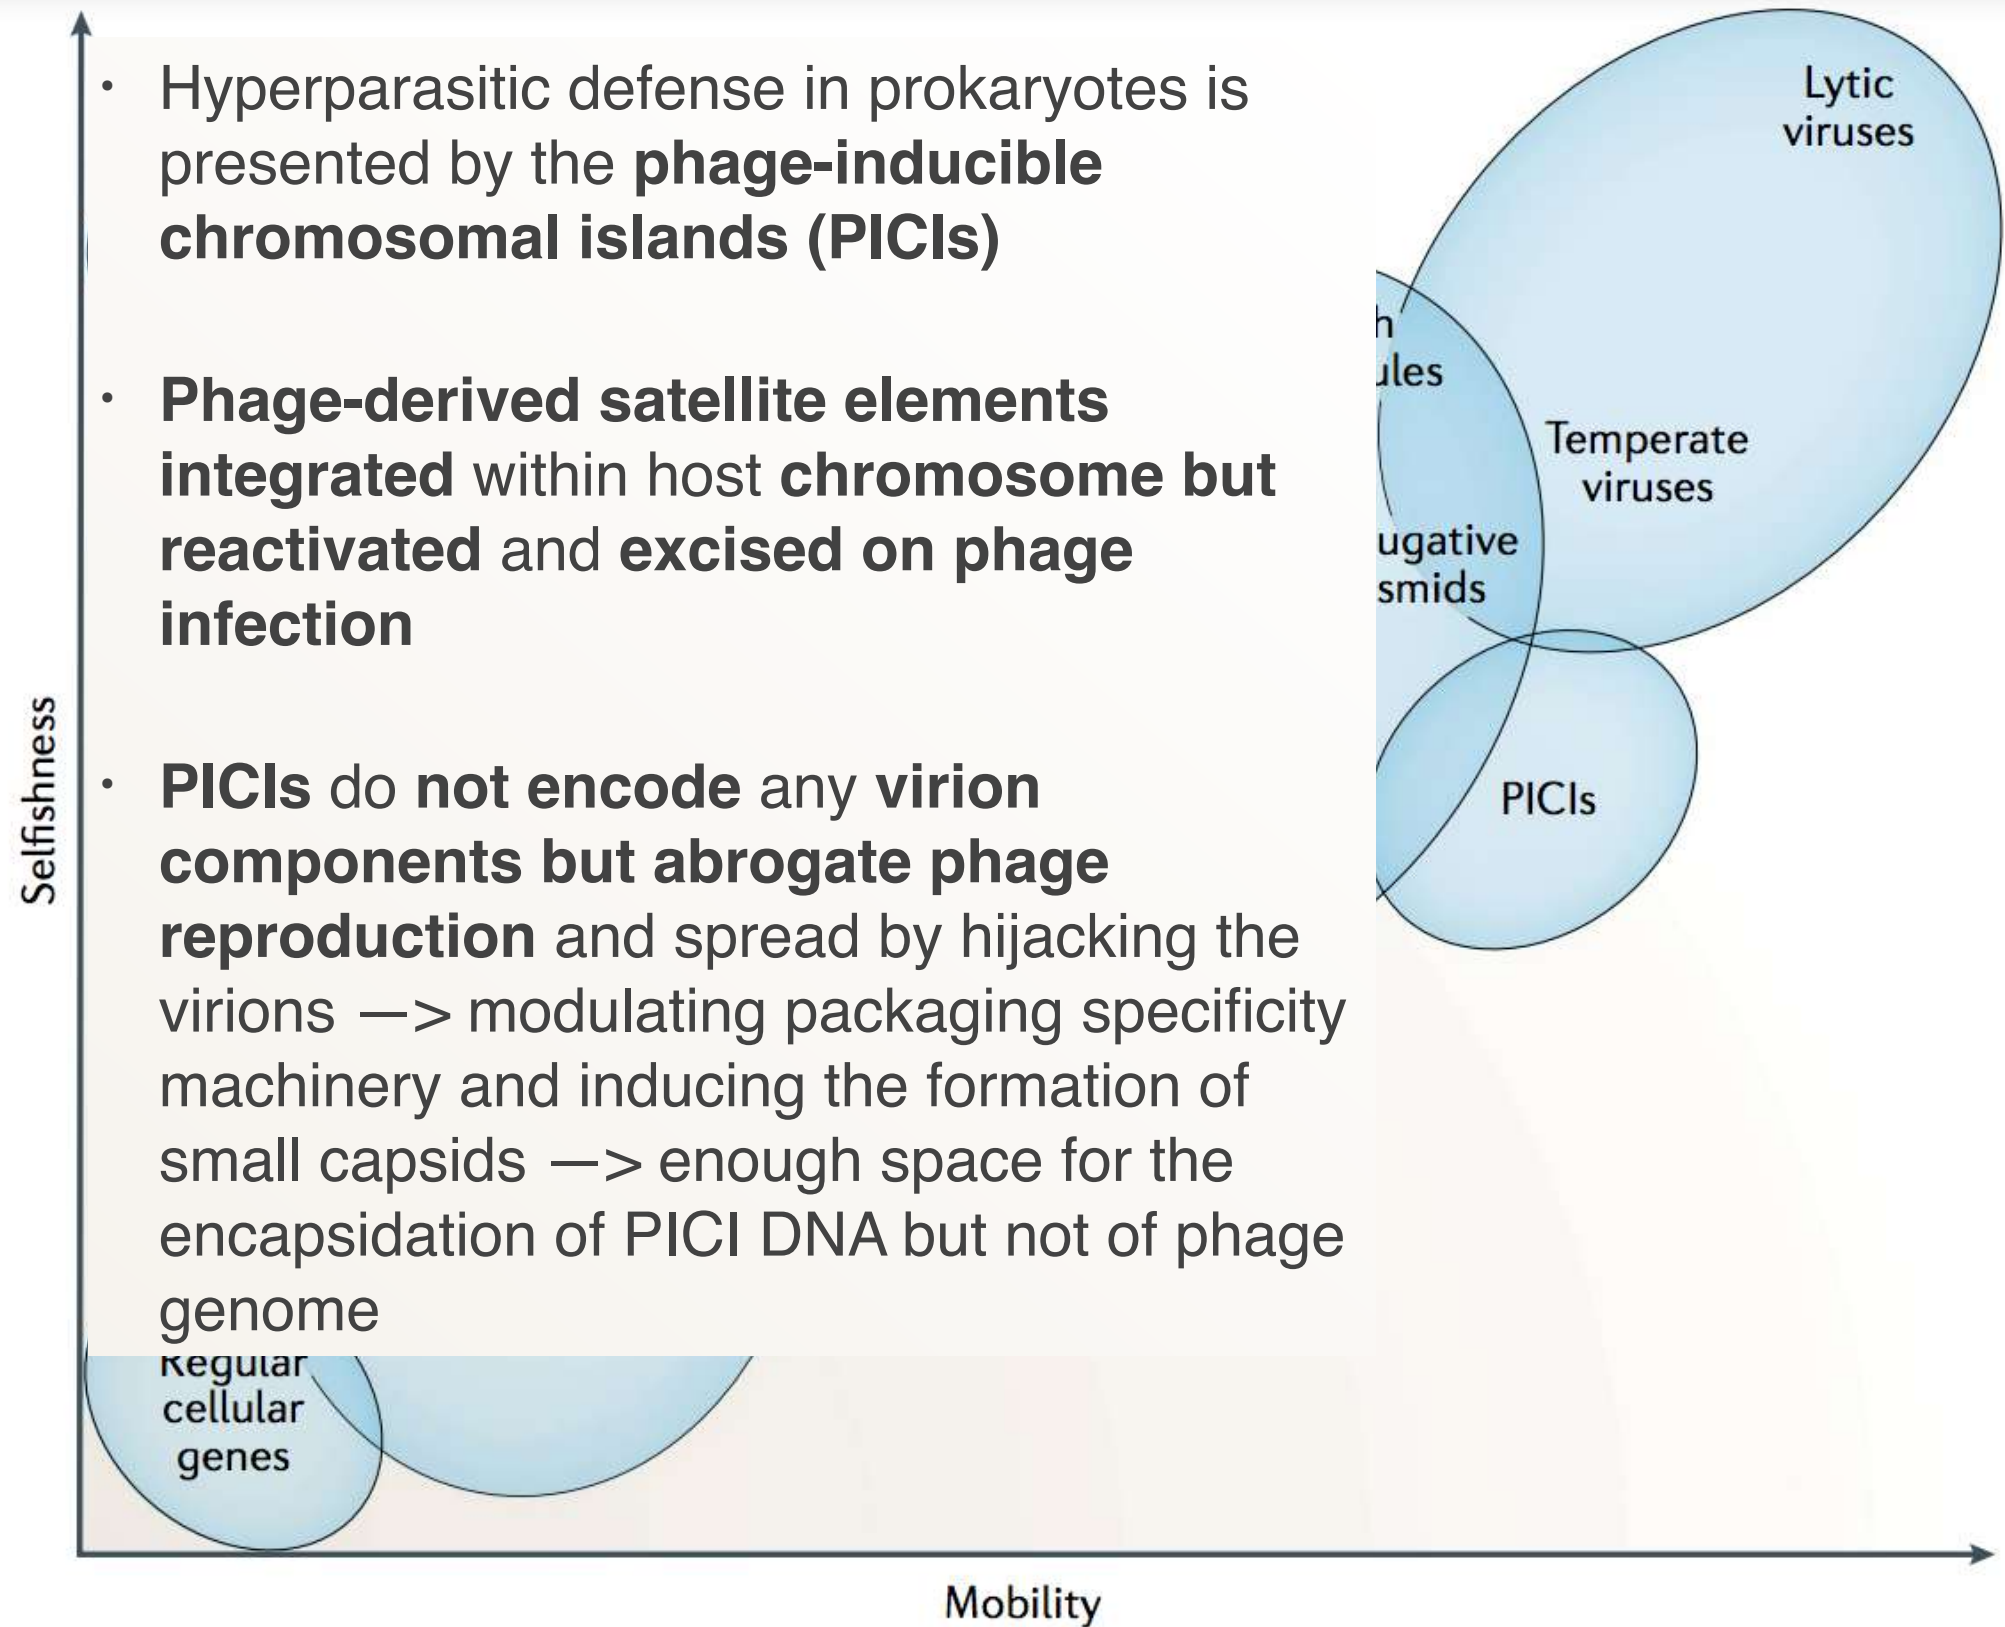 • Hyperparasitic defense in prokaryotes is
presented by the phage-inducible
chromosomal islands (PICIs)
• Phage-derived satellite elements
integrated within host chromosome but
reactivated and excised on phage
infection
• PICIs do not encode any virion
components but abrogate phage
reproduction and spread by hijacking the
virions —> modulating packaging specificity
machinery and inducing the formation of
small capsids —> enough space for the
encapsidation of PICI DNA but not of phage
genome
Lytic
viruses
Temperate
viruses
ugative
smids
PICIs
Regular
cellular
genes
Selfishness
Mobility